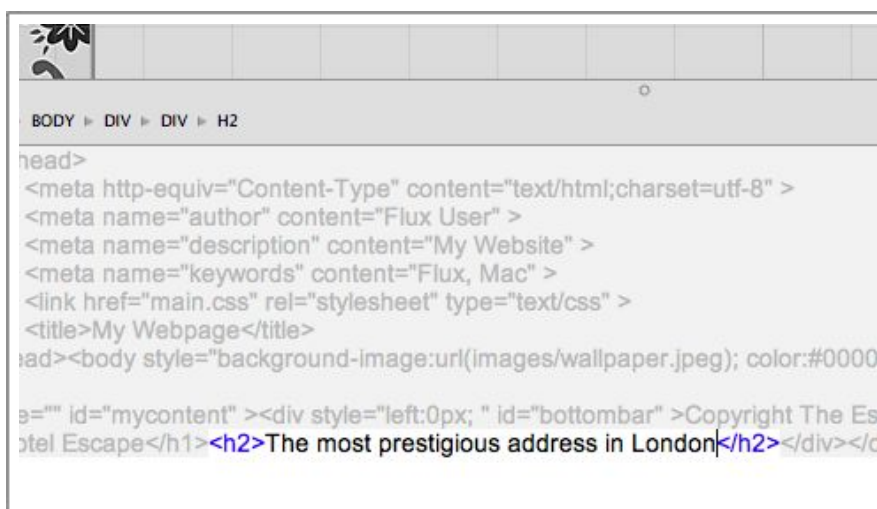 BODY DIV DIV H2
head>
<meta http-equiv="Content-Type" content="text/html;charset=utf-8" >
<meta name="author" content="Flux User" >
<meta name="description" content="My Website" >
<meta name="keywords" content="Flux, Mac" >
<link href="main.css" rel="stylesheet" type="text/css" >
<title>My Webpage</title>
ead><body style="background-image:url(images/wallpaper.jpeg); color:#0000
e="" id="mycontent" ><div style="left:0px; " id="bottombar" >Copyright The Es
otel Escape</h1><h2>The most prestigious address in London</h2></div></d